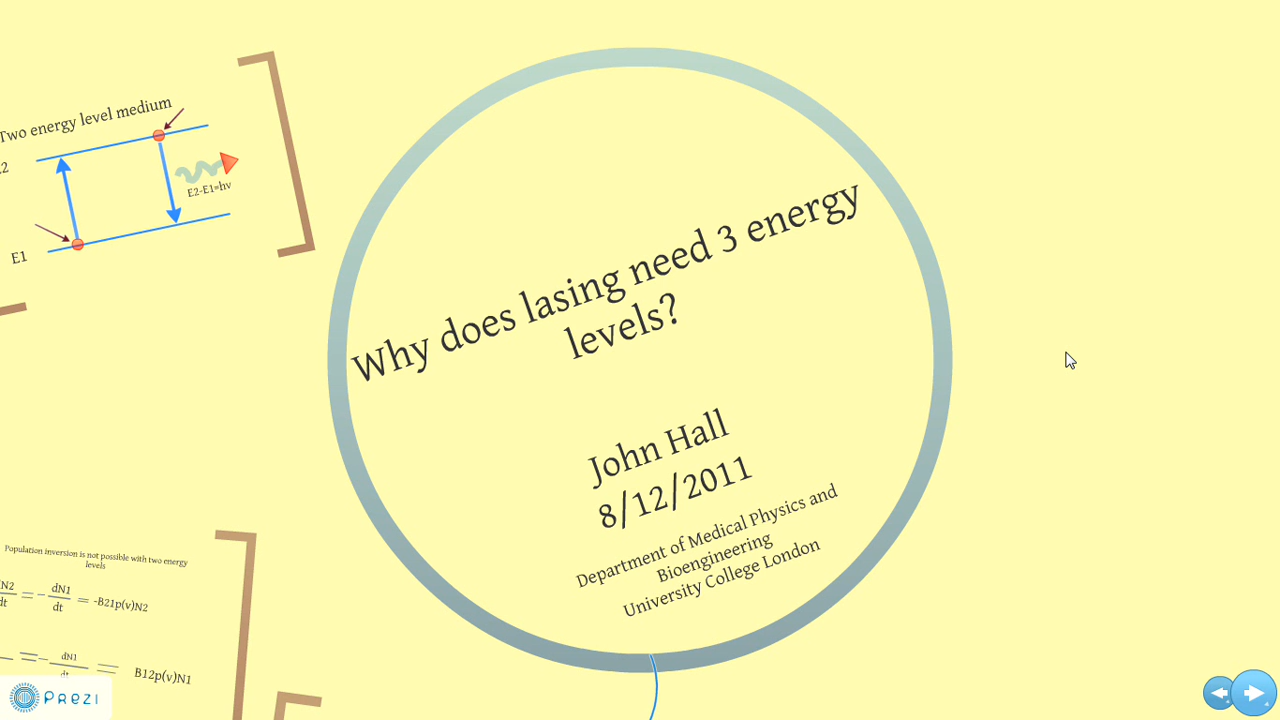 Why does lasing need 3 energy
levels?
John Hall
8/12/2011
Department of Medical Physics and
Bioengineering
University College London
Two energy level medium
2
E2-E1=hv
E1
Population inversion is not possible with two energy
levels
N2
dt
=-
dN1
dt
= -B21p(v)N2
=-
dN1
=
B12p(v)N1
PREZI